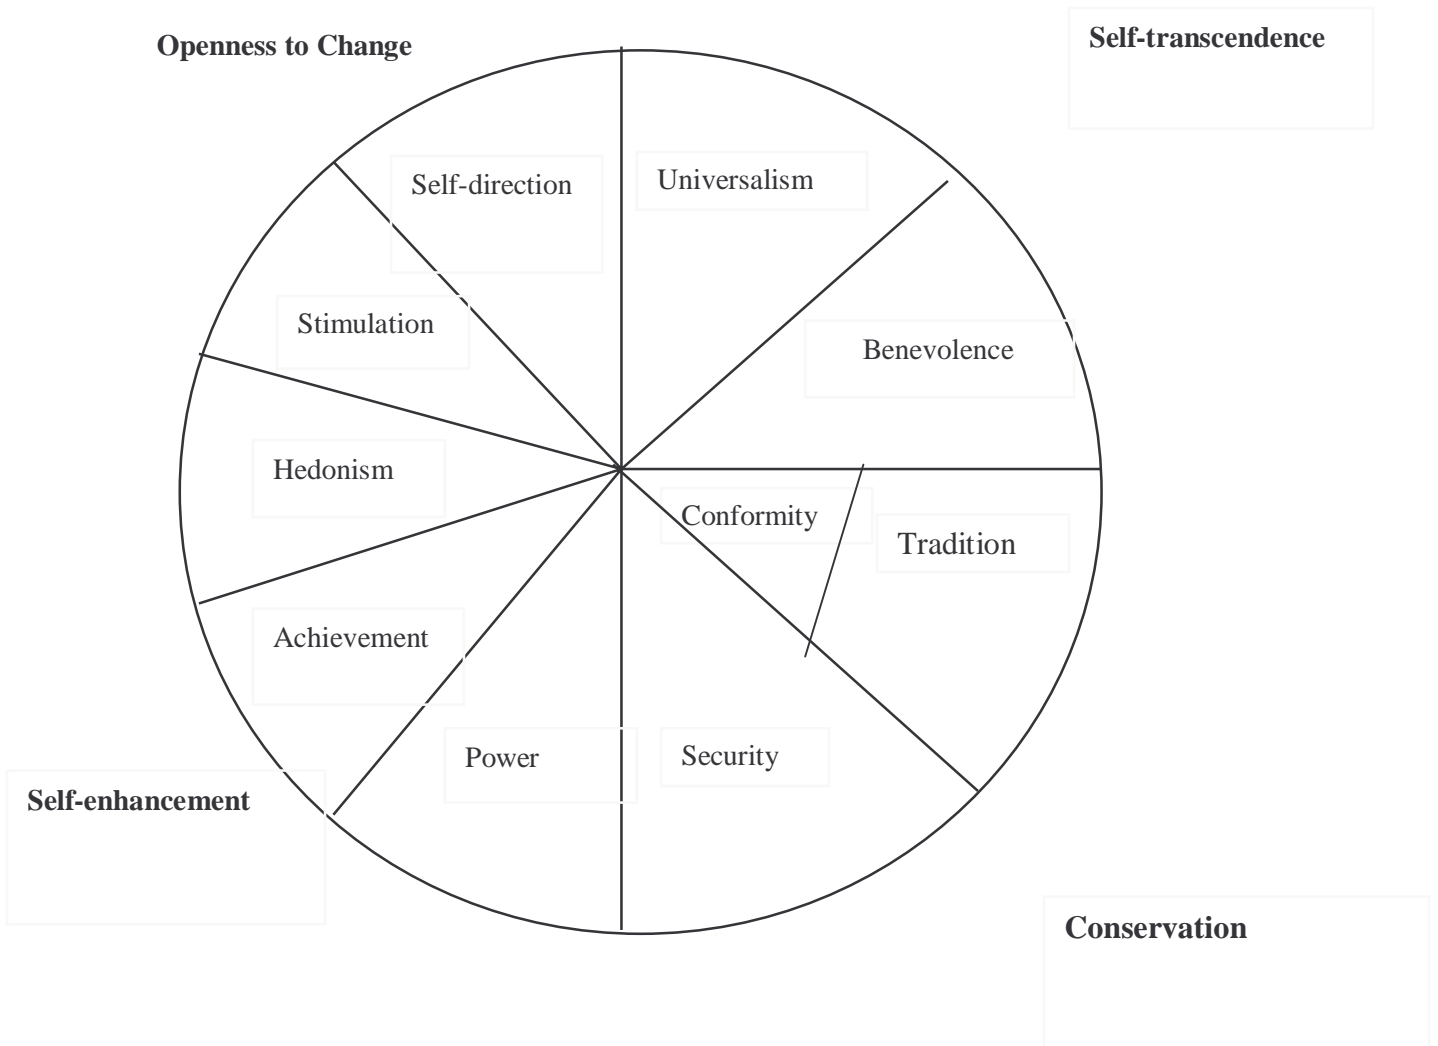 Openness to Change
Self-transcendence
Self-direction
Universalism
Stimulation
Benevolence
Hedonism
Conformity
Tradition
Achievement
Power
Security
Self-enhancement
Conservation